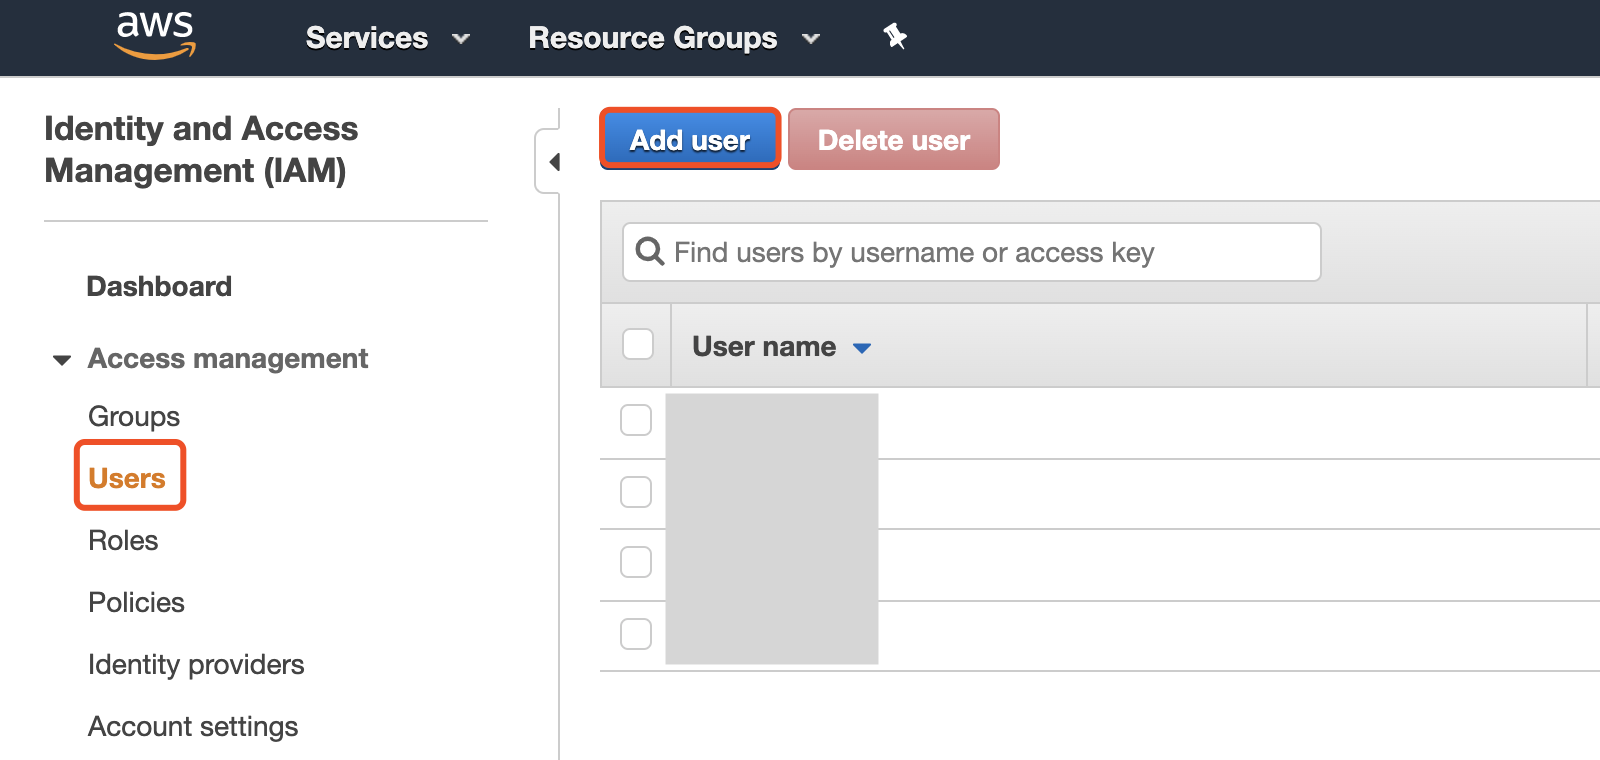 aws
Services
Resource Groups
Identity and Access
Management (IAM)
Dashboard
Access management
Groups
Users
Roles
Policies
Identity providers
Account settings
Add user
Delete user
Find users by username or access key
User name